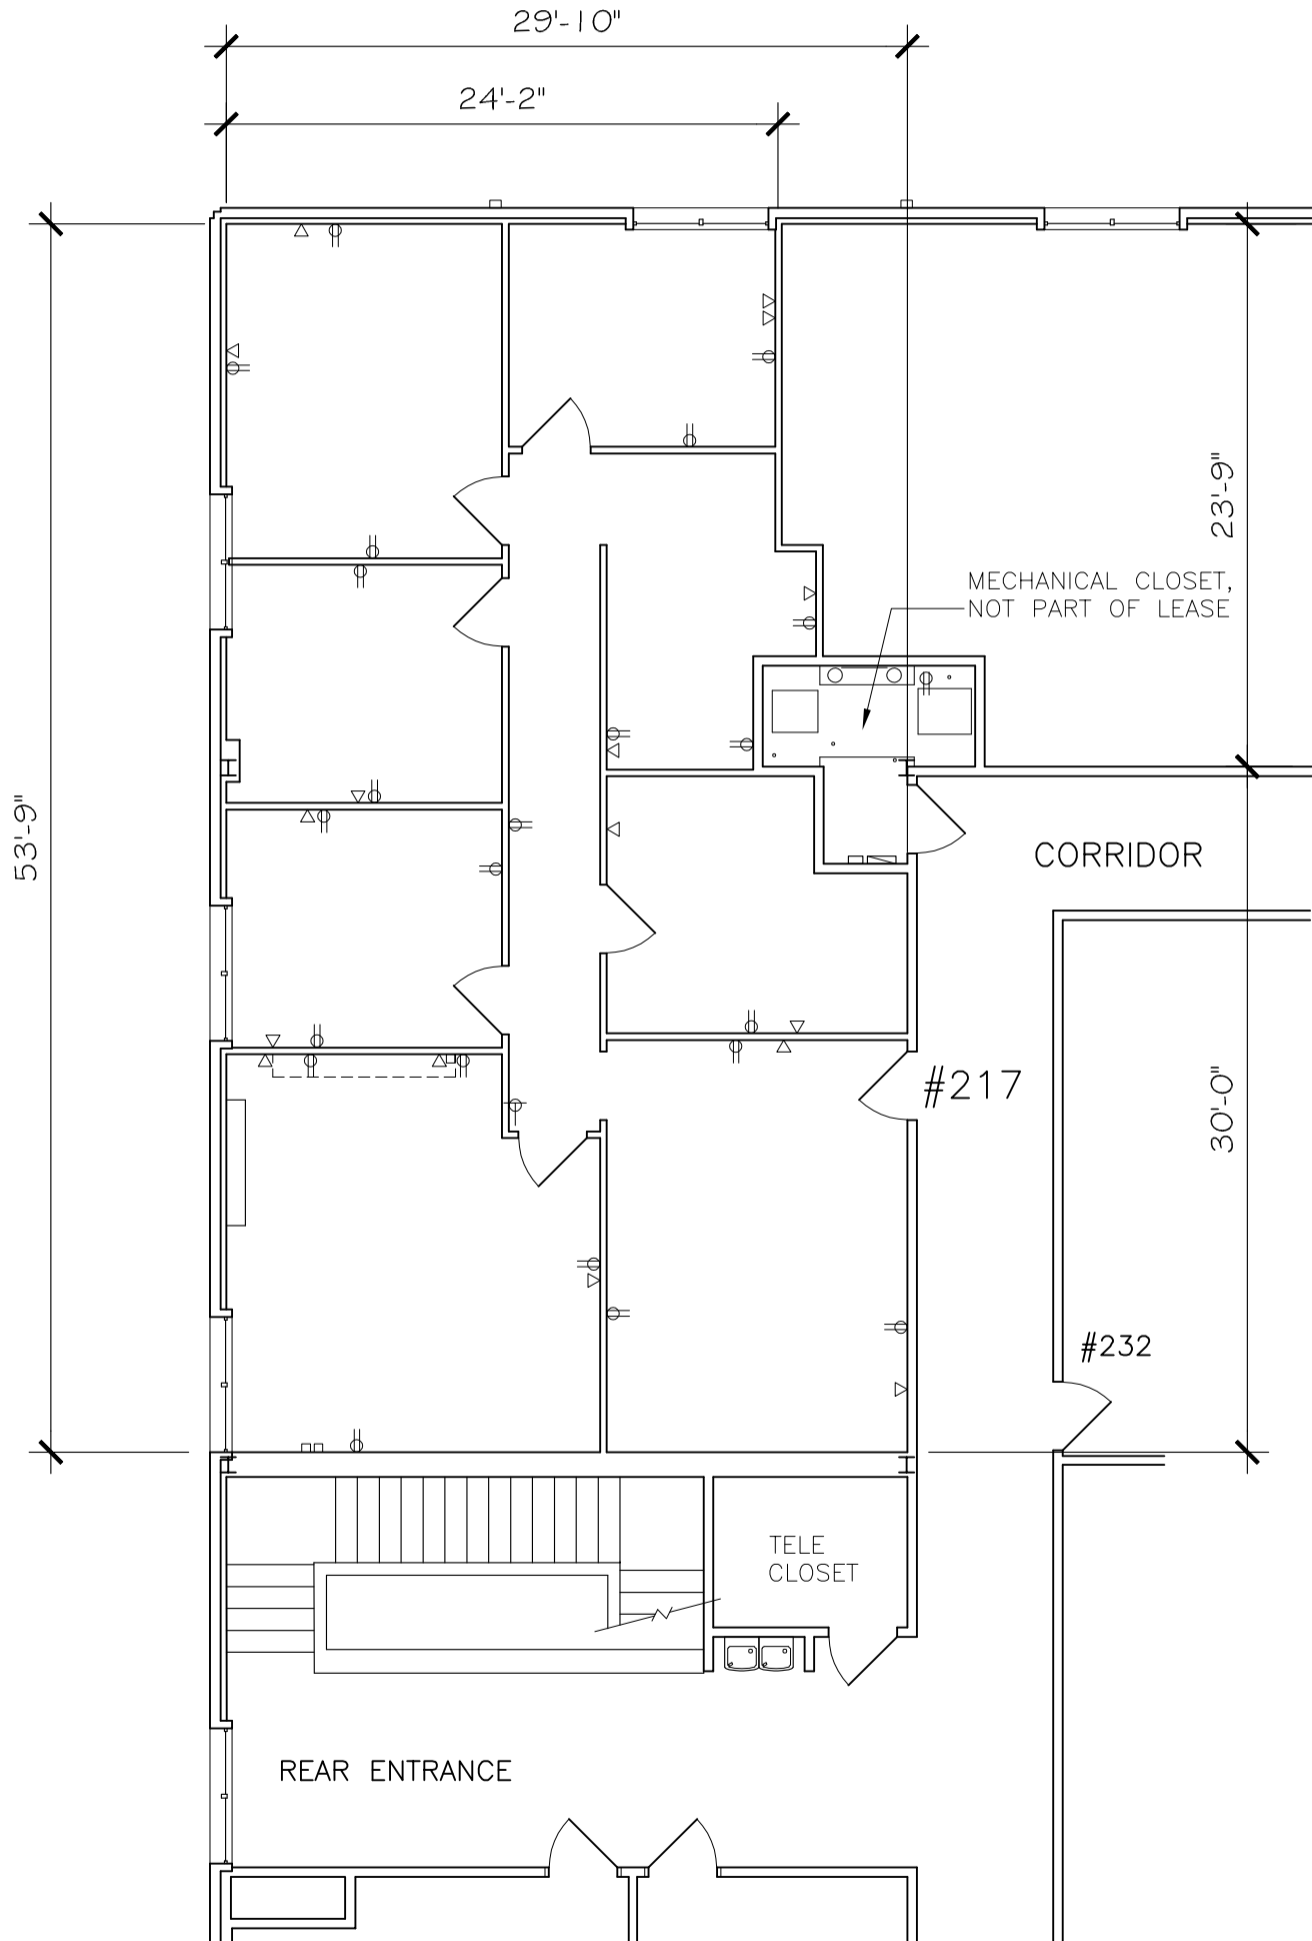 29'-10"
24'-2"
23'-9"
MECHANICAL CLOSET,
NOT PART OF LEASE
53'-9"
CORRIDOR
#217
30'-0"
#232
TELE
CLOSET
REAR ENTRANCE